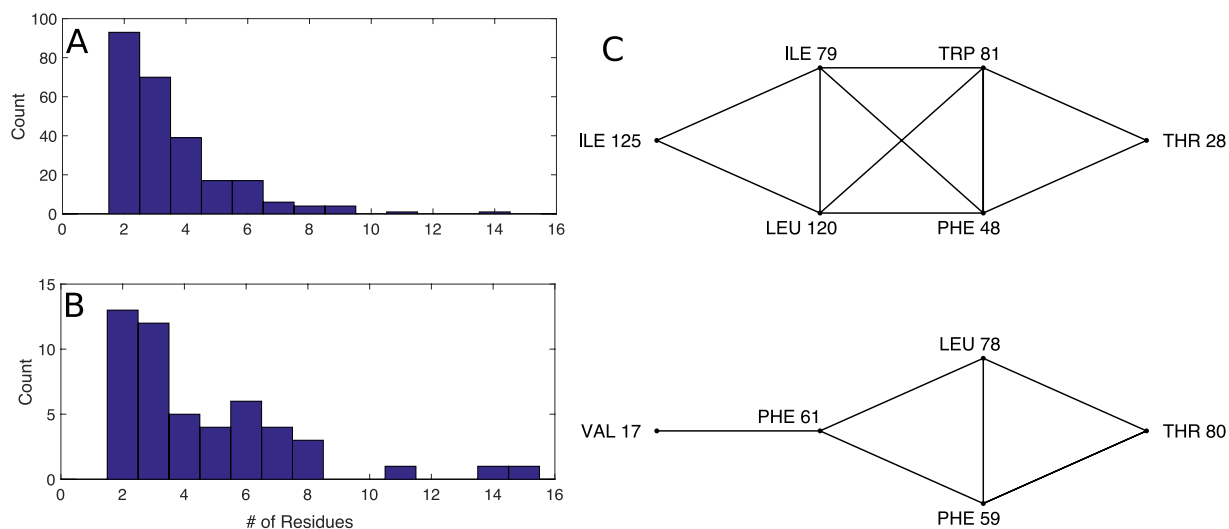 A
100
80
60
40
20
0
Count
0 2 4 6 8 10 12 14 16
B
15
10
5
0
Count
0 2 4 6 8 10 12 14 16
# of Residues
C
ILE 79 TRP 81
ILE 125 THR 28
LEU 120 PHE 48
LEU 78
PHE 61
VAL 17 THR 80
PHE 59